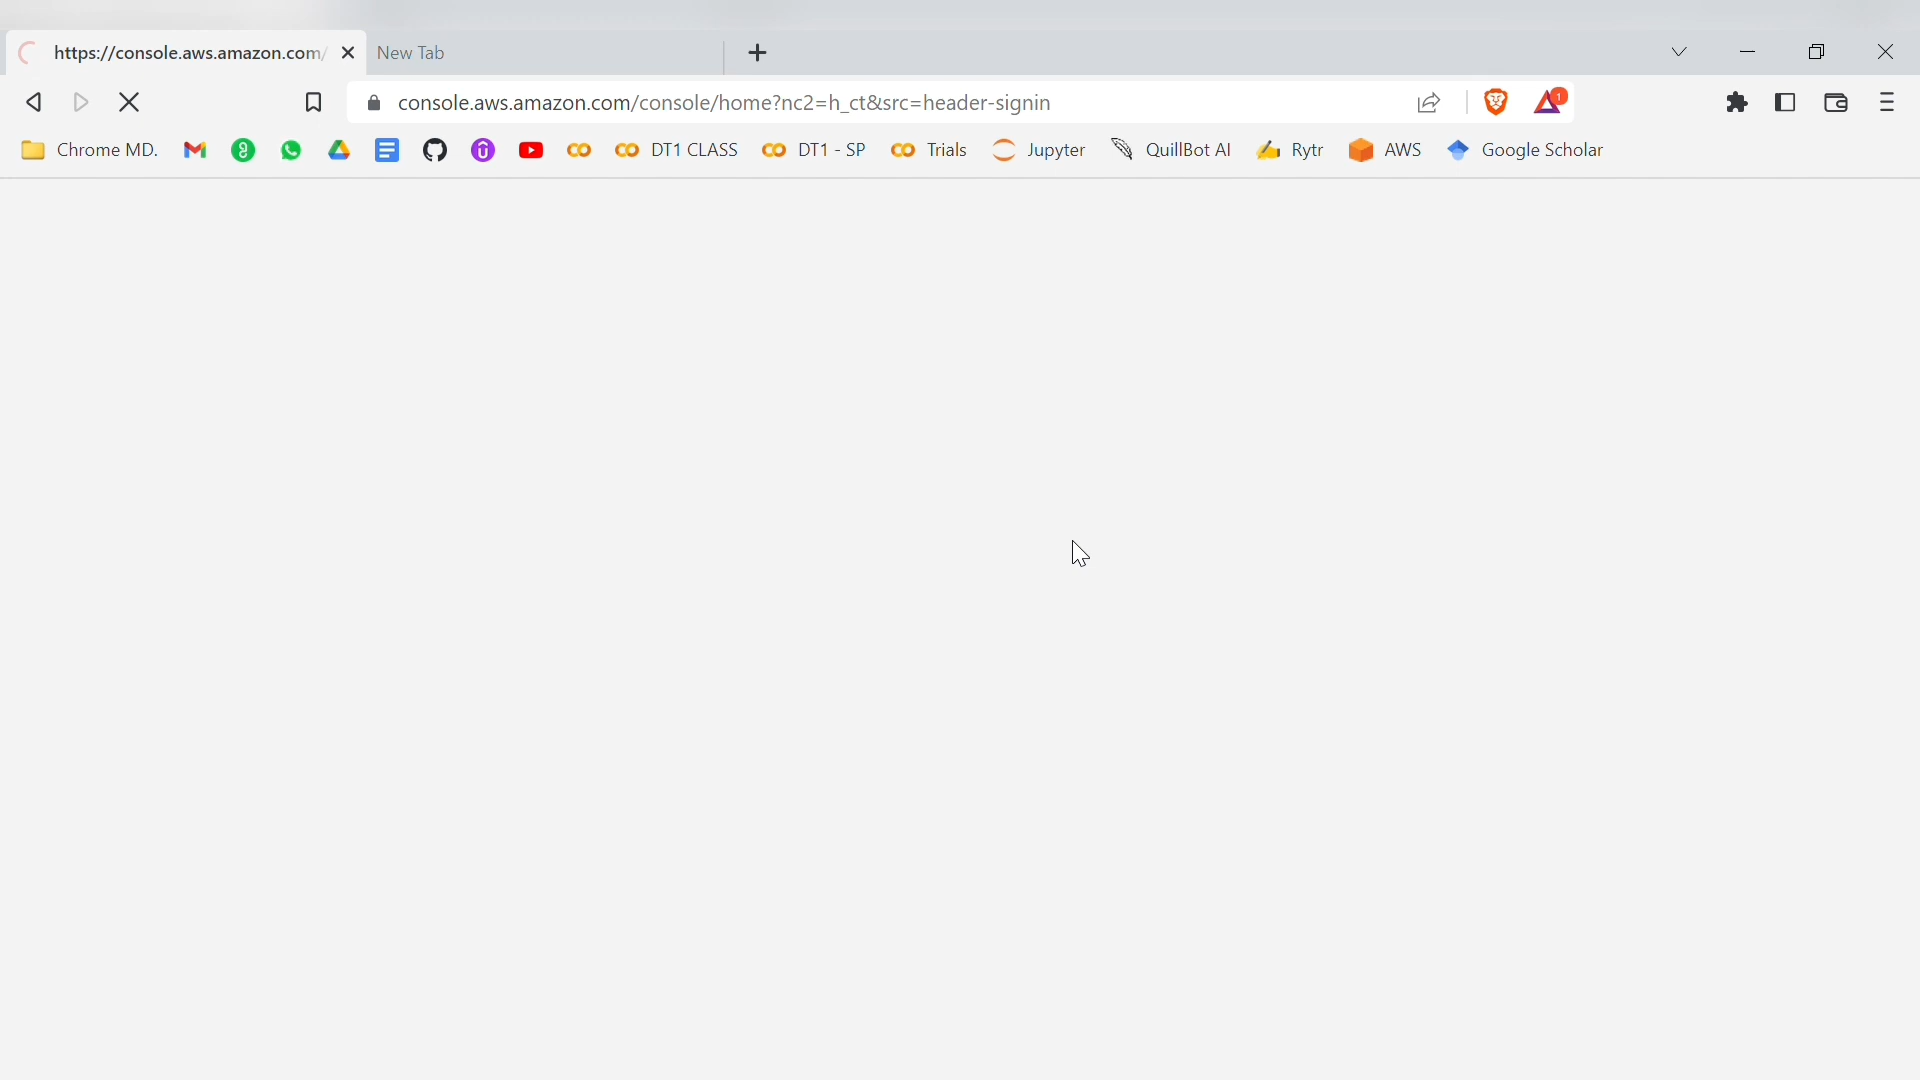 https://console.aws.amazon.com/ New Tab
console.aws.amazon.com/console/home?nc2=h_ct&src=header-signin 1
Chrome MD. DT1 CLASS DT1 - SP Trials Jupyter QuillBot AI Rytr AWS Google Scholar